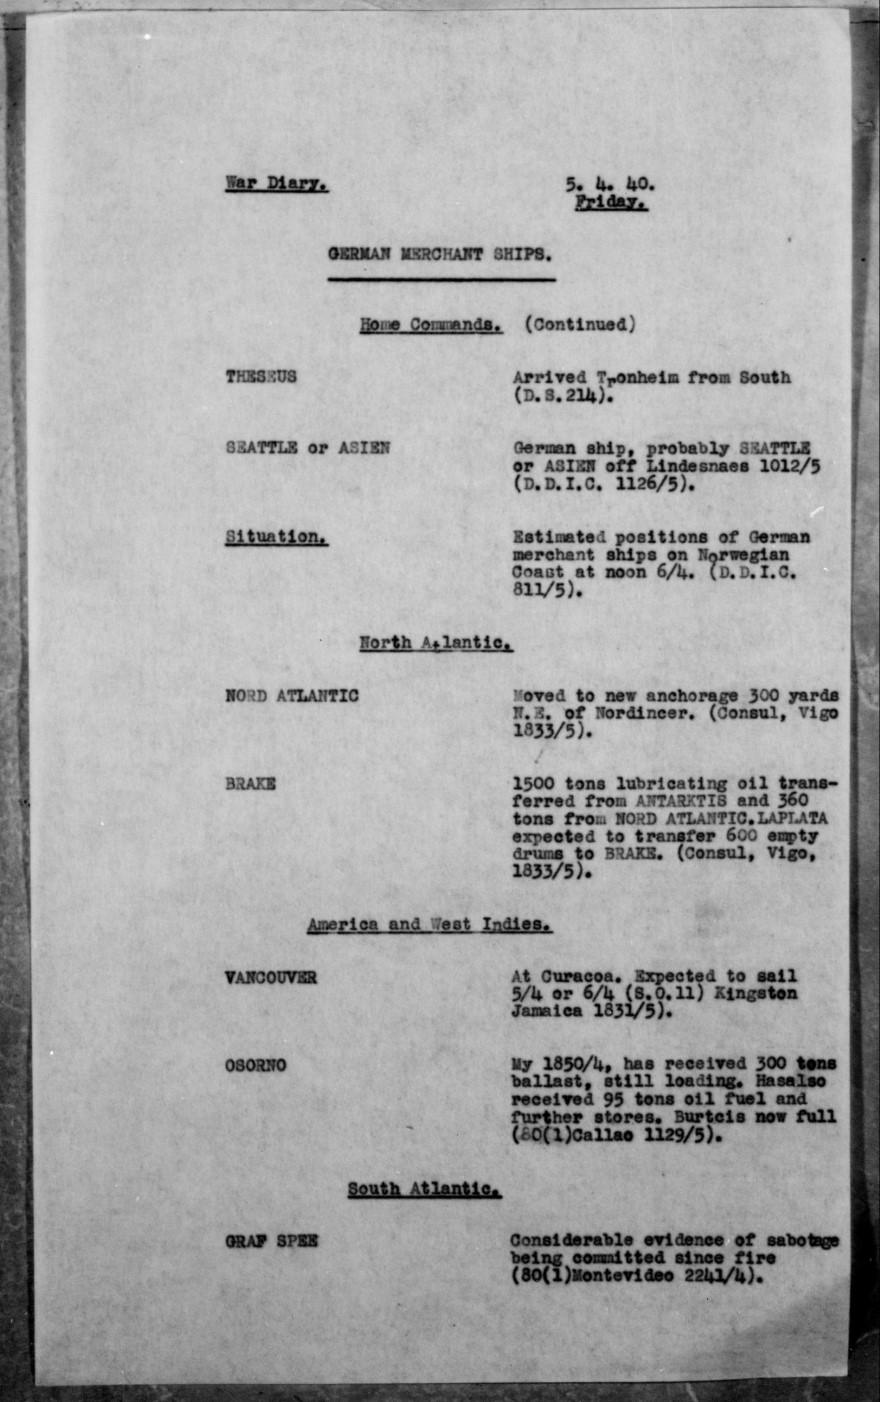 War Diary. 5. 4. 40.
Friday.
GERMAN MERCHANT SHIPS.
Home Commands. (Continued)
THESEUS Arrived Tronheim from South
(D.S.214).
SEATTLE or ASIEN German ship, probably SEATTLE
or ASIEN off Lindesnaes 1012/5
(D.D.I.C. 1126/5).
Situation. Estimated positions of German
merchant ships on Norwegian
Coast at noon 6/4. (D.D.I.C.
811/5).
North Atlantic.
NORD ATLANTIC Moved to new anchorage 300 yards
N.E. of Nordincer. (Consul, Vigo
1833/5).
BRAKE 1500 tons lubricating oil trans-
ferred from ANTARKTIS and 360
tons from NORD ATLANTIC.LAPLATA
expected to transfer 600 empty
drums to BRAKE. (Consul, Vigo,
1833/5).
America and West Indies.
VANCOUVER At Curacoa. Expected to sail
5/4 or 6/4 (S.O.11) Kingston
Jamaica 1831/5).
OSORNO My 1850/4, has received 300 tons
ballast, still loading. Hasalso
received 95 tons oil fuel and
further stores. Burtcis now full
(80(1)Callao 1129/5).
South Atlantic.
GRAF SPEE Considerable evidence of sabotage
being committed since fire
(80(1)Montevideo 2241/4).